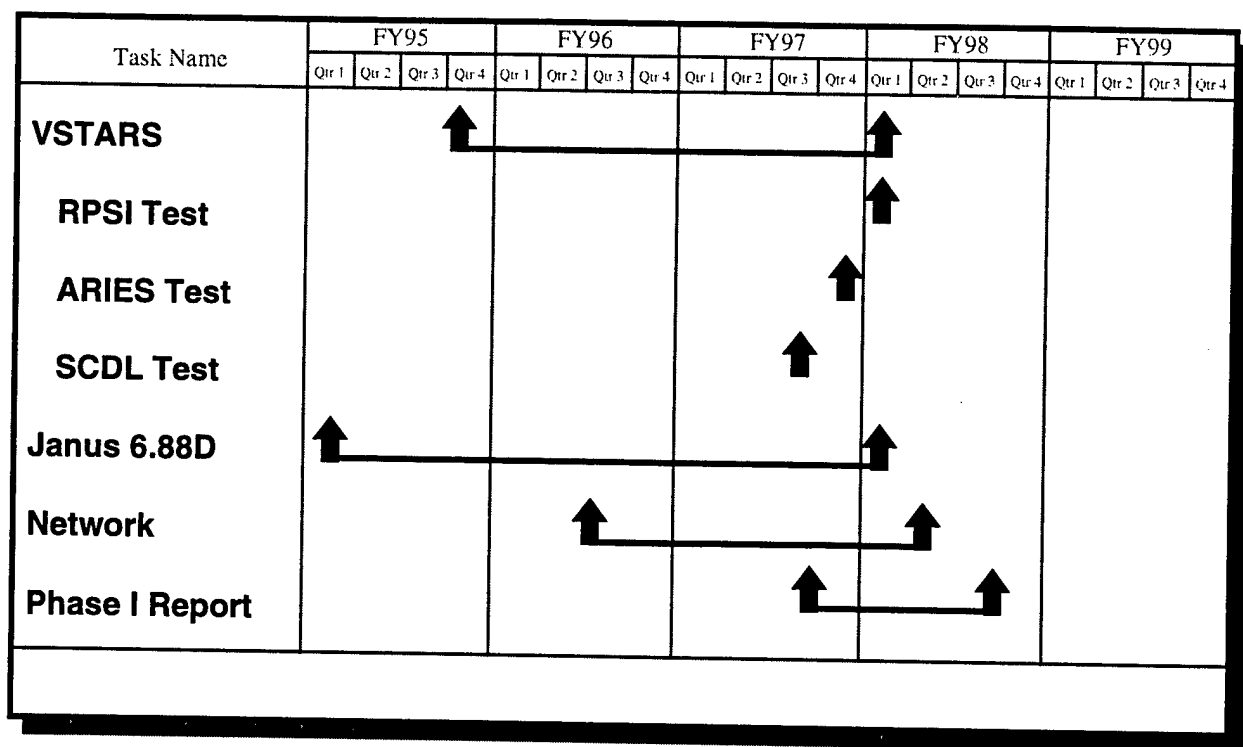 Task Name FY95 FY96 FY97 FY98 FY99
Qtr 1 Qtr 2 Qtr 3 Qtr 4 Qtr 1 Qtr 2 Qtr 3 Qtr 4 Qtr 1 Qtr 2 Qtr 3 Qtr 4 Qtr 1 Qtr 2 Qtr 3 Qtr 4 Qtr 1 Qtr 2 Qtr 3 Qtr 4
VSTARS
RPSI Test
ARIES Test
SCDL Test
Janus 6.88D
Network
Phase I Report